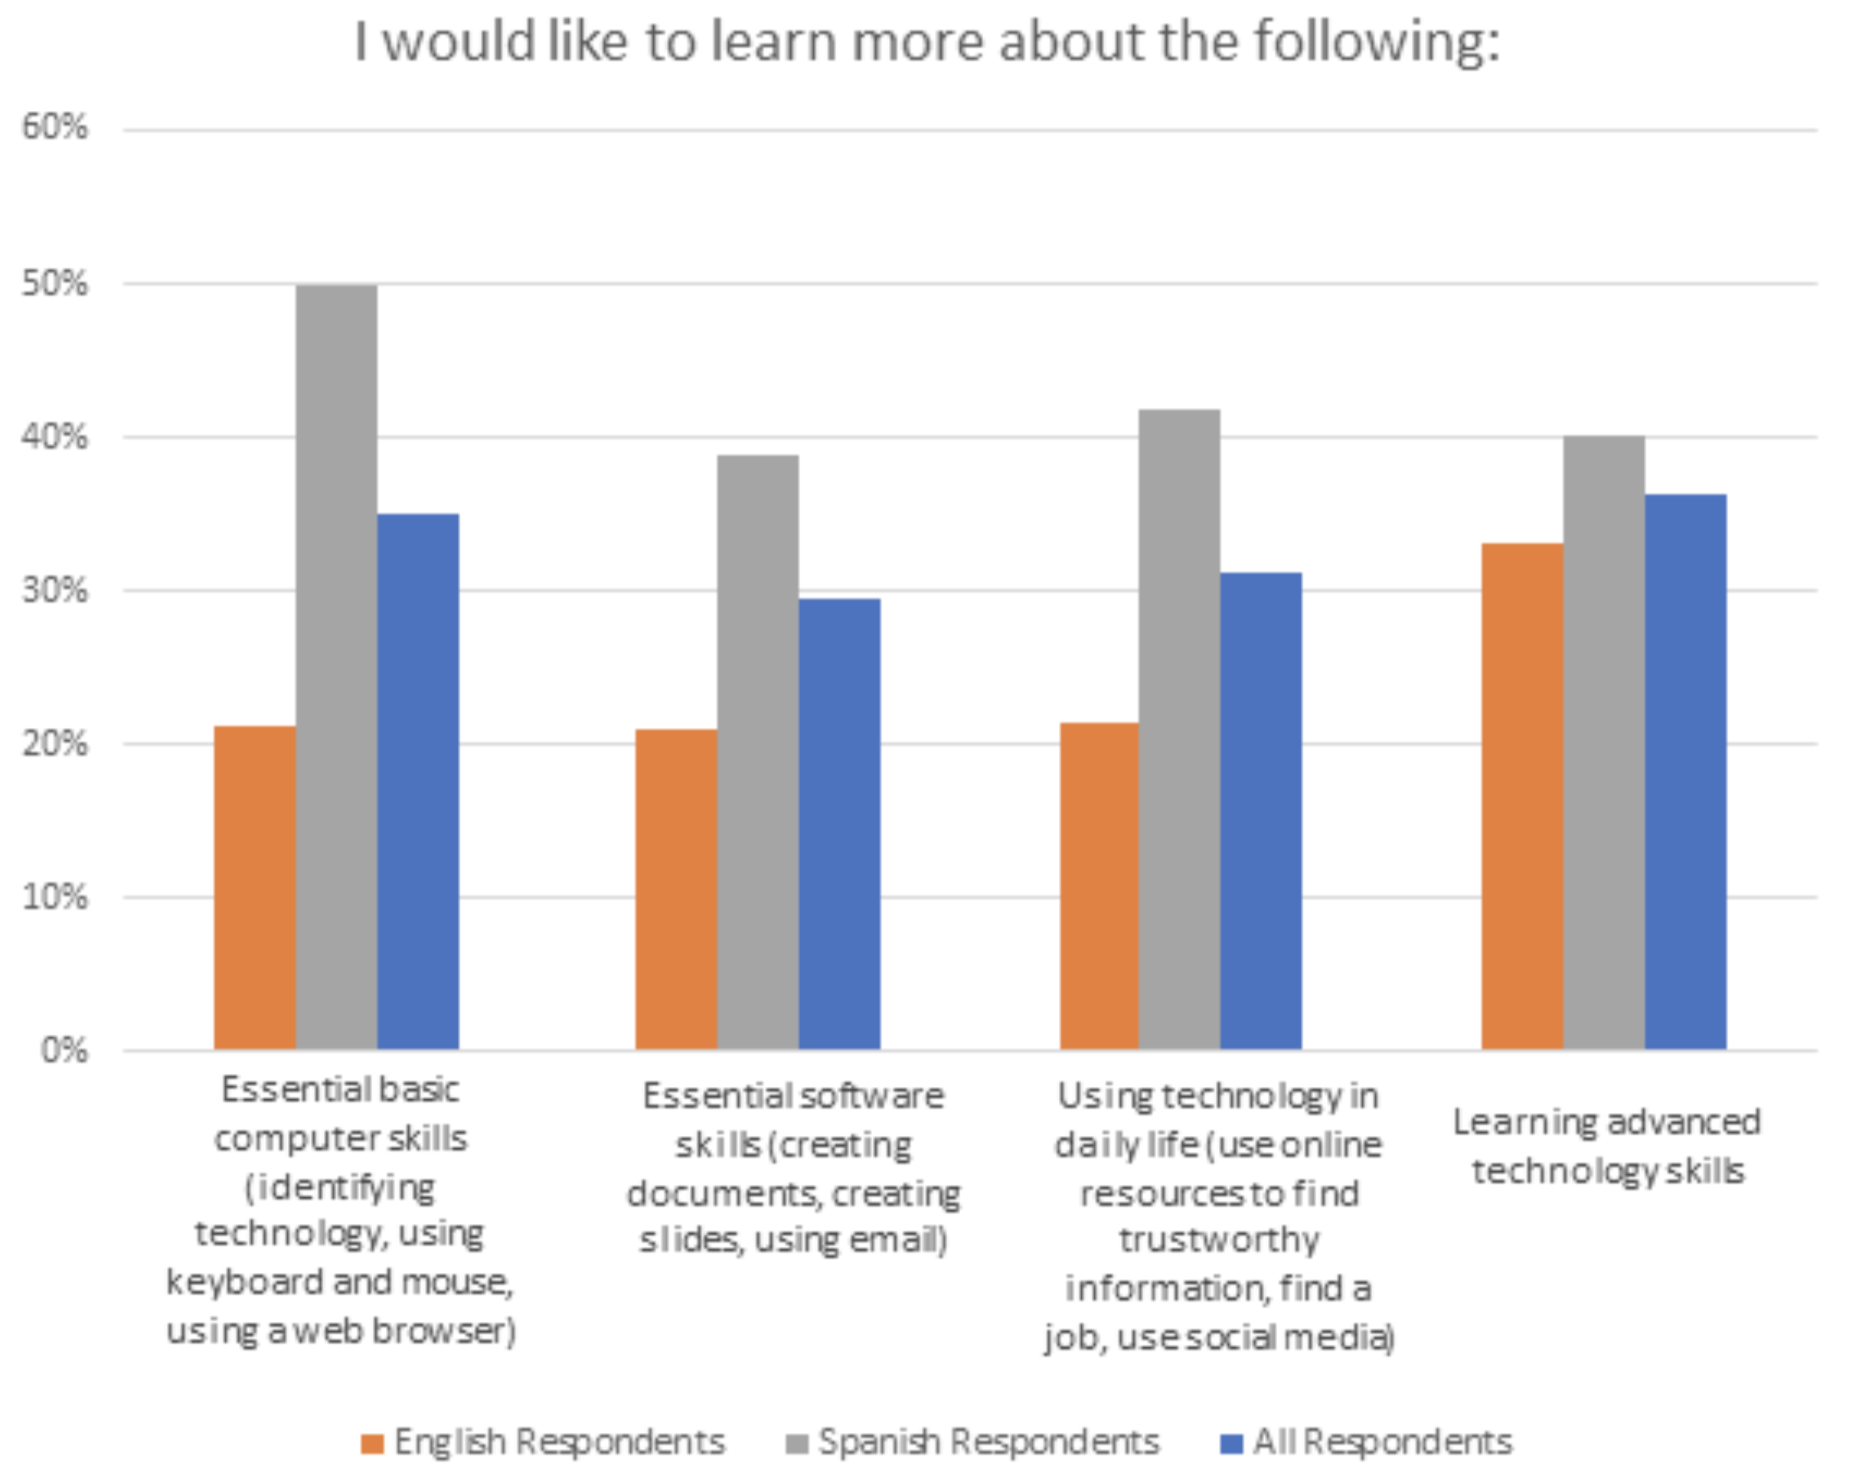 I would like to learn more about the following:
60%
50%
40%
30%
20%
10%
0%
Essential basic
computer skills
(identifying
technology, using
keyboard and mouse,
using a web browser)
Essential software
skills (creating
documents, creating
slides, using email)
Using technology in
daily life (use online
resources to find
trustworthy
information, find a
job, use social media)
Learning advanced
technology skills
English Respondents
Spanish Respondents
All Respondents